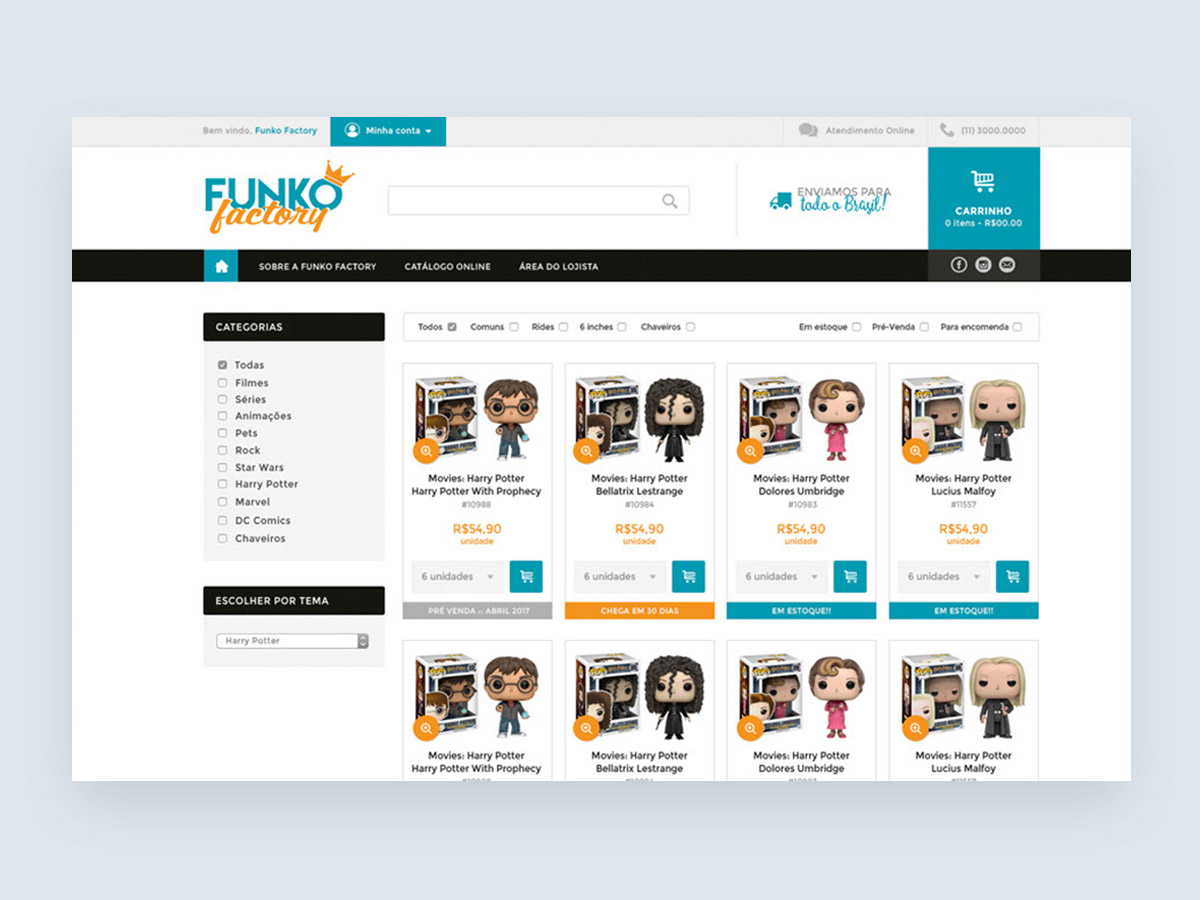 Bem vindo, Funko Factory
Minha conta
Atendimento Online
(11) 3000.0000
FUNKO
factory
ENVIAMOS PARA
todo o Brasil!
CARRINHO
0 itens - R$00.00
SOBRE A FUNKO FACTORY
CATÁLOGO ONLINE
ÁREA DO LOJISTA
CATEGORIAS
Todas
Filmes
Séries
Animações
Pets
Rock
Star Wars
Harry Potter
Marvel
DC Comics
Chaveiros
ESCOLHER POR TEMA
Harry Potter
Todos
Comuns
Rides
6 inches
Chaveiros
Em estoque
Pré-Venda
Para encomenda
Movies: Harry Potter
Harry Potter With Prophecy
#10988
R$54,90
unidade
6 unidades
PRÉ VENDA :: ABRIL 2017
Movies: Harry Potter
Bellatrix Lestrange
#10984
R$54,90
unidade
6 unidades
CHEGA EM 30 DIAS
Movies: Harry Potter
Dolores Umbridge
#10983
R$54,90
unidade
6 unidades
EM ESTOQUE!!
Movies: Harry Potter
Lucius Malfoy
#11557
R$54,90
unidade
6 unidades
EM ESTOQUE!!
Movies: Harry Potter
Harry Potter With Prophecy
Movies: Harry Potter
Bellatrix Lestrange
Movies: Harry Potter
Dolores Umbridge
Movies: Harry Potter
Lucius Malfoy